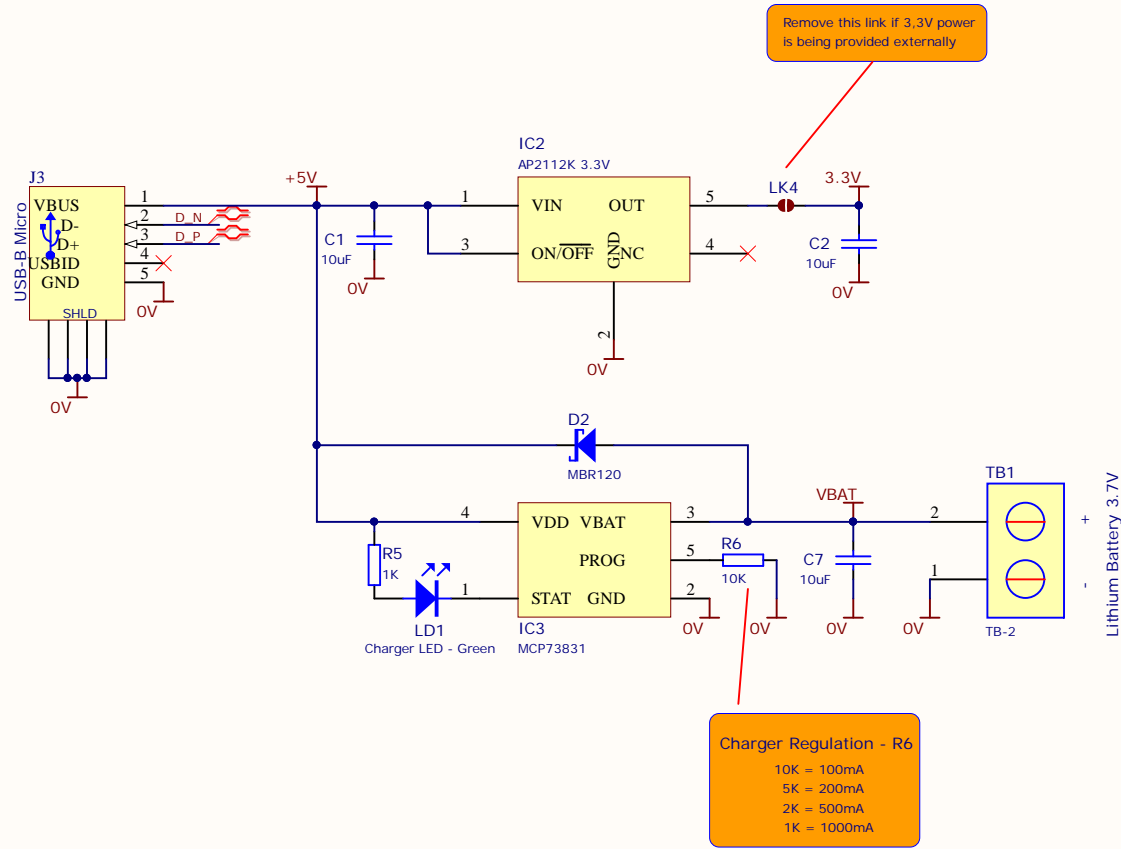 Remove this link if 3,3V power
is being provided externally
IC2
AP2112K 3.3V
J3
+5V
LK4
3.3V
USB-B Micro
VBUS
1
D-
2
D_N
D+
3
D_P
USBID
4
GND
5
SHLD
0V
0V
C1
10uF
0V
1
VIN
OUT
5
3
ON/OFF
GND
NC
4
2
0V
C2
10uF
0V
D2
MBR120
4
VDD
VBAT
3
PROG
5
1
STAT
GND
2
IC3
MCP73831
R5
1K
LD1
Charger LED - Green
R6
10K
0V
0V
VBAT
C7
10uF
0V
TB1
2
1
0V
TB-2
+
-
Lithium Battery 3.7V
Charger Regulation - R6
10K = 100mA
5K = 200mA
2K = 500mA
1K = 1000mA